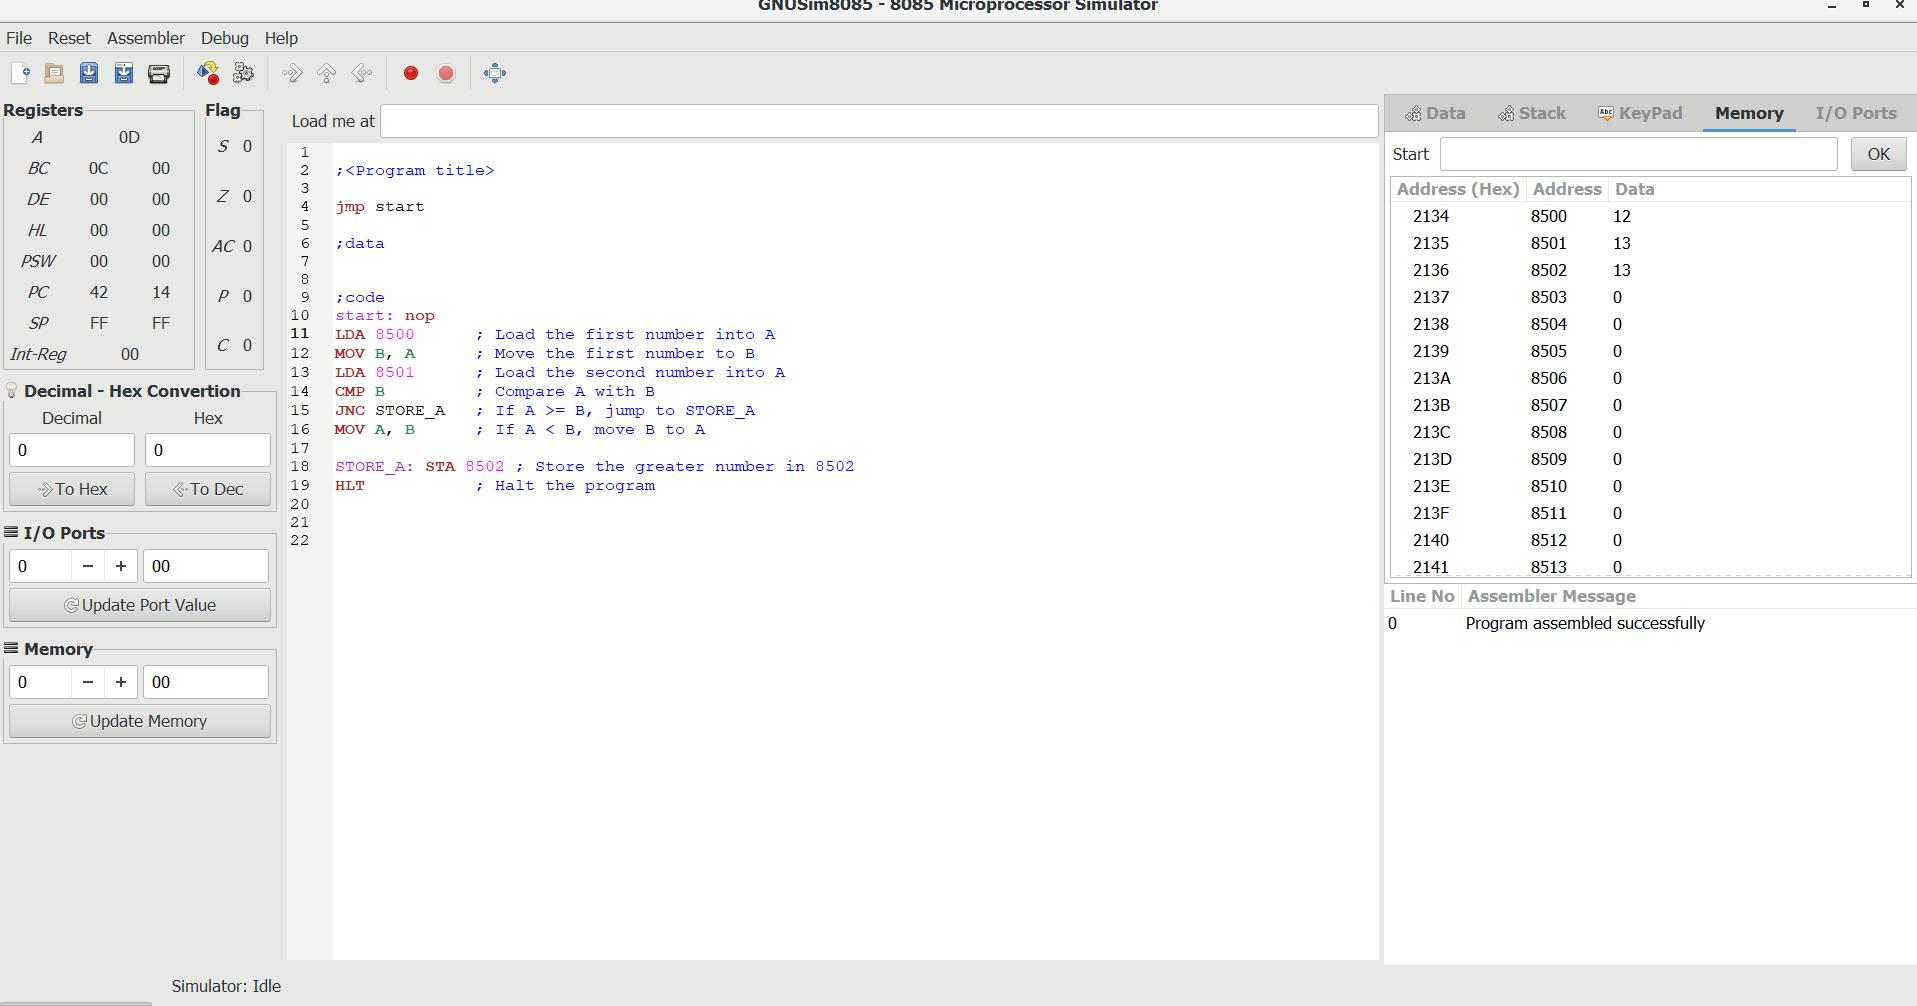 GNUSim8085 - 8085 Microprocessor Simulator
File Reset Assembler Debug Help
Registers
A 0D
BC 0C 00
DE 00 00
HL 00 00
PSW 00 00
PC 42 14
SP FF FF
Int-Reg 00
Flag
S 0
Z 0
AC 0
P 0
C 0
Decimal - Hex Convertion
Decimal Hex
0 0
To Hex To Dec
I/O Ports
0 − + 00
Update Port Value
Memory
0 − + 00
Update Memory
Load me at
1
2 ;<Program title>
3
4 jmp start
5
6 ;data
7
8
9 ;code
10 start: nop
11 LDA 8500 ; Load the first number into A
12 MOV B, A ; Move the first number to B
13 LDA 8501 ; Load the second number into A
14 CMP B ; Compare A with B
15 JNC STORE_A ; If A >= B, jump to STORE_A
16 MOV A, B ; If A < B, move B to A
17
18 STORE_A: STA 8502 ; Store the greater number in 8502
19 HLT ; Halt the program
20
21
22
Data Stack Abc KeyPad Memory I/O Ports
Start OK
Address (Hex) Address Data
2134 8500 12
2135 8501 13
2136 8502 13
2137 8503 0
2138 8504 0
2139 8505 0
213A 8506 0
213B 8507 0
213C 8508 0
213D 8509 0
213E 8510 0
213F 8511 0
2140 8512 0
2141 8513 0
Line No Assembler Message
0 Program assembled successfully
Simulator: Idle